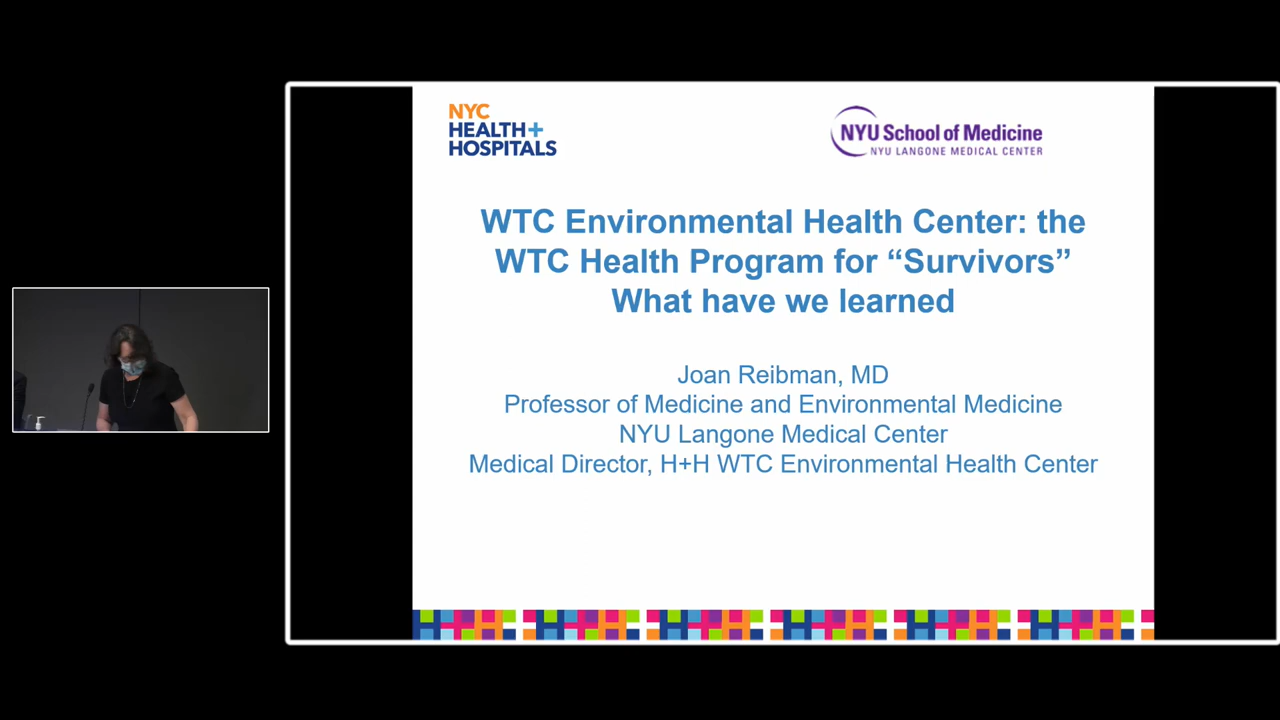 NYC
HEALTH+
HOSPITALS
NYU School of Medicine
NYU LANGONE MEDICAL CENTER
WTC Environmental Health Center: the
WTC Health Program for “Survivors”
What have we learned
Joan Reibman, MD
Professor of Medicine and Environmental Medicine
NYU Langone Medical Center
Medical Director, H+H WTC Environmental Health Center